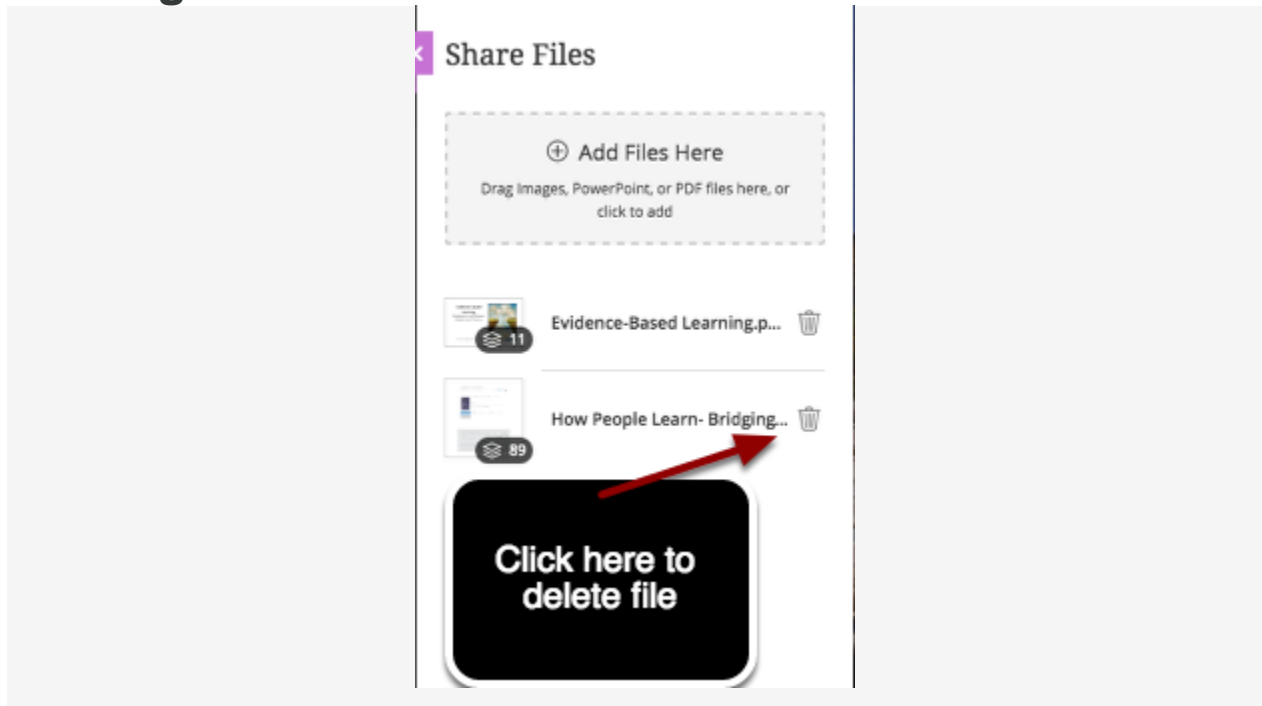 Share Files
Add Files Here
Drag Images, PowerPoint, or PDF files here, or
click to add
Evidence-Based Learning.p...
11
How People Learn- Bridging...
89
Click here to
delete file